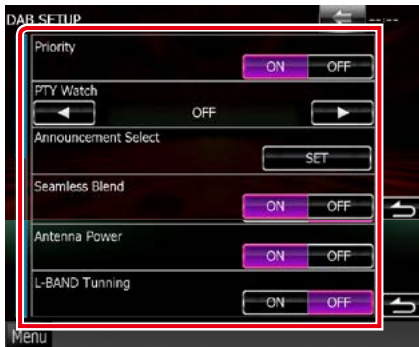 DAB SETUP --:--
Priority
ON OFF
PTY Watch
OFF
Announcement Select
SET
Seamless Blend
ON OFF
Antenna Power
ON OFF
L-BAND Tunning
ON OFF
Menu